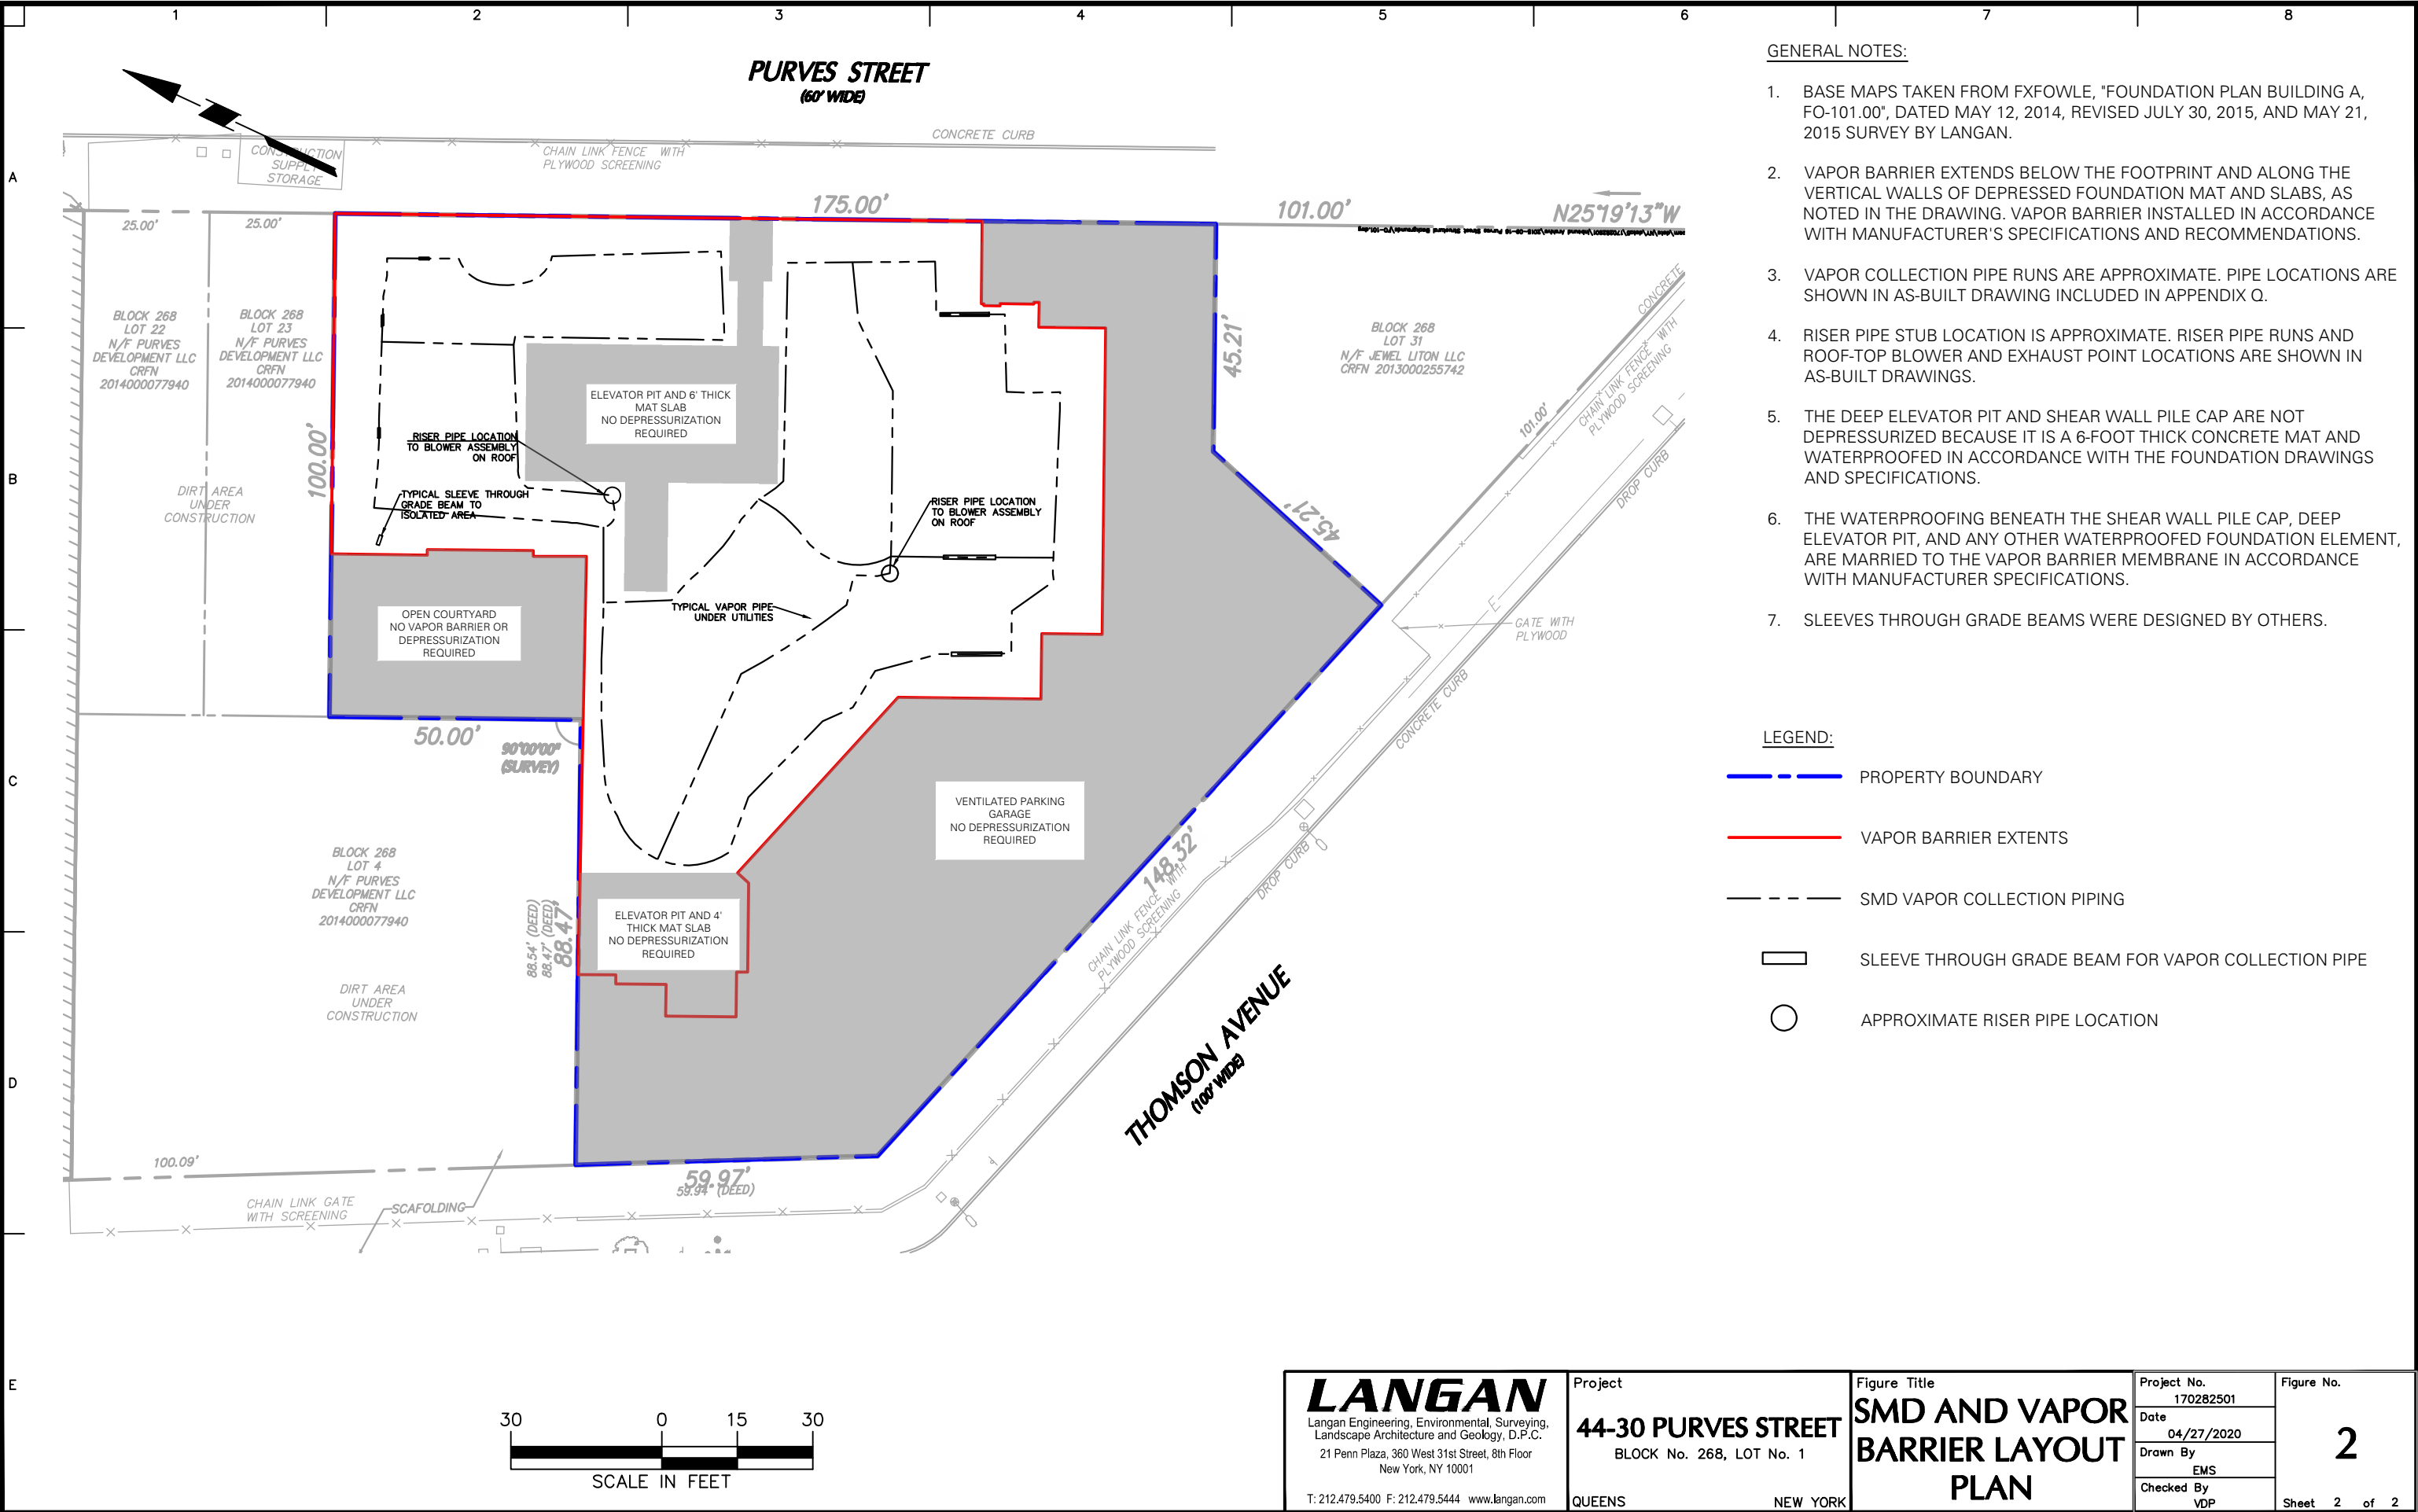 1 2 3 4 5 6 7 8
A
B
C
D
E
PURVES STREET
(60' WIDE)
CONCRETE CURB
CONSTRUCTION
SUPPLY
STORAGE
CHAIN LINK FENCE WITH
PLYWOOD SCREENING
175.00'
101.00'
N25°19'13"W
25.00'
25.00'
BLOCK 268
LOT 22
N/F PURVES
DEVELOPMENT LLC
CRFN
2014000077940
BLOCK 268
LOT 23
N/F PURVES
DEVELOPMENT LLC
CRFN
2014000077940
100.00'
DIRT AREA
UNDER
CONSTRUCTION
ELEVATOR PIT AND 6' THICK
MAT SLAB
NO DEPRESSURIZATION
REQUIRED
RISER PIPE LOCATION
TO BLOWER ASSEMBLY
ON ROOF
TYPICAL SLEEVE THROUGH
GRADE BEAM TO
ISOLATED AREA
RISER PIPE LOCATION
TO BLOWER ASSEMBLY
ON ROOF
TYPICAL VAPOR PIPE
UNDER UTILITIES
OPEN COURTYARD
NO VAPOR BARRIER OR
DEPRESSURIZATION
REQUIRED
45.21'
45.21'
BLOCK 268
LOT 31
N/F JEWEL LITON LLC
CRFN 2013000255742
101.00'
CONCRETE
CHAIN LINK FENCE WITH
PLYWOOD SCREENING
DROP CURB
GATE WITH
PLYWOOD
E
CONCRETE CURB
50.00'
90°00'00"
(SURVEY)
VENTILATED PARKING
GARAGE
NO DEPRESSURIZATION
REQUIRED
BLOCK 268
LOT 4
N/F PURVES
DEVELOPMENT LLC
CRFN
2014000077940
88.54' (DEED)
88.47' (DEED)
88.47'
ELEVATOR PIT AND 4'
THICK MAT SLAB
NO DEPRESSURIZATION
REQUIRED
DIRT AREA
UNDER
CONSTRUCTION
148.32'
CHAIN LINK FENCE WITH
PLYWOOD SCREENING
DROP CURB
THOMSON AVENUE
(100' WIDE)
100.09'
59.97'
59.94' (DEED)
CHAIN LINK GATE
WITH SCREENING
SCAFOLDING
30 0 15 30
SCALE IN FEET
GENERAL NOTES:
1. BASE MAPS TAKEN FROM FXFOWLE, "FOUNDATION PLAN BUILDING A,
FO-101.00", DATED MAY 12, 2014, REVISED JULY 30, 2015, AND MAY 21,
2015 SURVEY BY LANGAN.
2. VAPOR BARRIER EXTENDS BELOW THE FOOTPRINT AND ALONG THE
VERTICAL WALLS OF DEPRESSED FOUNDATION MAT AND SLABS, AS
NOTED IN THE DRAWING. VAPOR BARRIER INSTALLED IN ACCORDANCE
WITH MANUFACTURER'S SPECIFICATIONS AND RECOMMENDATIONS.
3. VAPOR COLLECTION PIPE RUNS ARE APPROXIMATE. PIPE LOCATIONS ARE
SHOWN IN AS-BUILT DRAWING INCLUDED IN APPENDIX Q.
4. RISER PIPE STUB LOCATION IS APPROXIMATE. RISER PIPE RUNS AND
ROOF-TOP BLOWER AND EXHAUST POINT LOCATIONS ARE SHOWN IN
AS-BUILT DRAWINGS.
5. THE DEEP ELEVATOR PIT AND SHEAR WALL PILE CAP ARE NOT
DEPRESSURIZED BECAUSE IT IS A 6-FOOT THICK CONCRETE MAT AND
WATERPROOFED IN ACCORDANCE WITH THE FOUNDATION DRAWINGS
AND SPECIFICATIONS.
6. THE WATERPROOFING BENEATH THE SHEAR WALL PILE CAP, DEEP
ELEVATOR PIT, AND ANY OTHER WATERPROOFED FOUNDATION ELEMENT,
ARE MARRIED TO THE VAPOR BARRIER MEMBRANE IN ACCORDANCE
WITH MANUFACTURER SPECIFICATIONS.
7. SLEEVES THROUGH GRADE BEAMS WERE DESIGNED BY OTHERS.
LEGEND:
PROPERTY BOUNDARY
VAPOR BARRIER EXTENTS
SMD VAPOR COLLECTION PIPING
SLEEVE THROUGH GRADE BEAM FOR VAPOR COLLECTION PIPE
APPROXIMATE RISER PIPE LOCATION
LANGAN
Langan Engineering, Environmental, Surveying,
Landscape Architecture and Geology, D.P.C.
21 Penn Plaza, 360 West 31st Street, 8th Floor
New York, NY 10001
T: 212.479.5400 F: 212.479.5444 www.langan.com
Project
44-30 PURVES STREET
BLOCK No. 268, LOT No. 1
QUEENS NEW YORK
Figure Title
SMD AND VAPOR
BARRIER LAYOUT
PLAN
Project No.
170282501
Date
04/27/2020
Drawn By
EMS
Checked By
VDP
Figure No.
2
Sheet 2 of 2